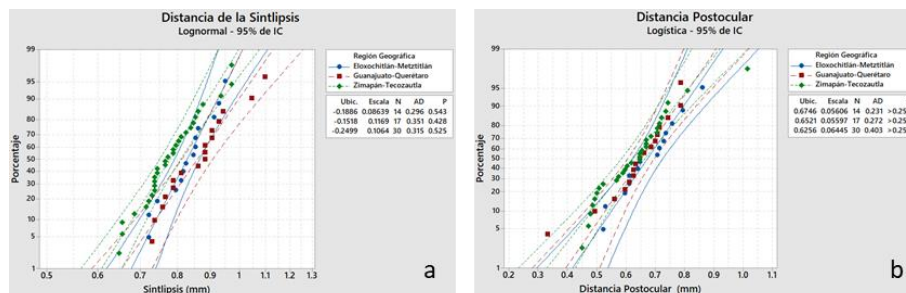 Distancia de la Sintlipsis
Lognormal - 95% de IC
Región Geográfica
Eloxochitlán-Metztitlán
Guanajuato-Querétaro
Zimapán-Tecozautla
Ubic. Escala N AD P
-0.1886 0.08639 14 0.296 0.543
-0.1518 0.1169 17 0.351 0.428
-0.2499 0.1064 30 0.315 0.525
Porcentaje
99
95
90
80
70
60
50
40
30
20
10
5
1
0.5 0.6 0.7 0.8 0.9 1.0 1.1 1.2 1.3
Sintlipsis (mm)
a
Distancia Postocular
Logística - 95% de IC
Región Geográfica
Eloxochitlán-Metztitlán
Guanajuato-Querétaro
Zimapán-Tecozautla
Ubic. Escala N AD
0.6746 0.05606 14 0.231 >0.25
0.6521 0.05597 17 0.272 >0.25
0.6256 0.06445 30 0.403 >0.25
Porcentaje
99
95
90
80
70
60
50
40
30
20
10
5
1
0.2 0.3 0.4 0.5 0.6 0.7 0.8 0.9 1.0 1.1
Distancia Postocular (mm)
b